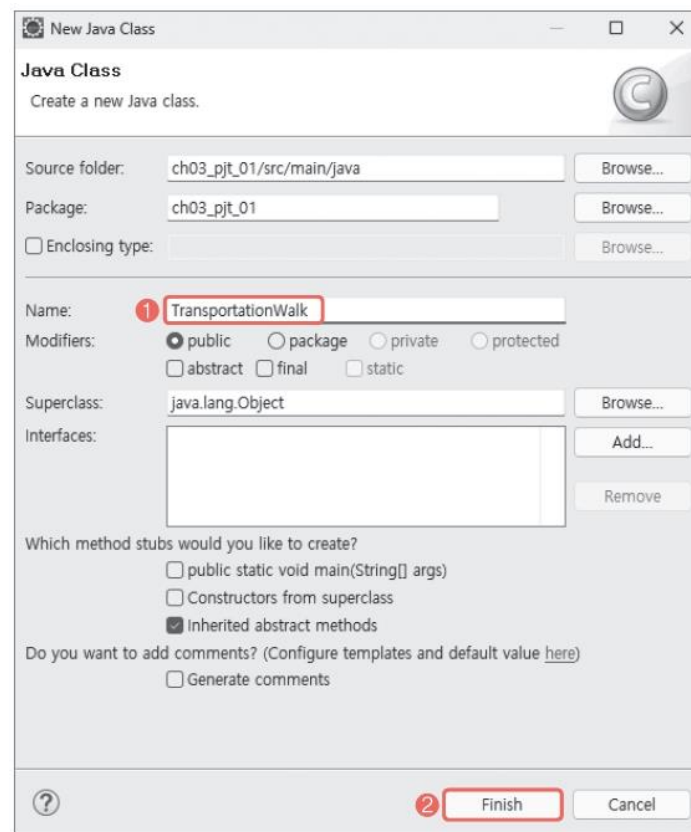 New Java Class
Java Class
Create a new Java class.
Source folder: ch03_pjt_01/src/main/java Browse...
Package: ch03_pjt_01 Browse...
Enclosing type: Browse...
Name: 1 TransportationWalk
Modifiers: public package private protected
abstract final static
Superclass: java.lang.Object Browse...
Interfaces: Add...
Remove
Which method stubs would you like to create?
public static void main(String[] args)
Constructors from superclass
Inherited abstract methods
Do you want to add comments? (Configure templates and default value here)
Generate comments
? 2 Finish Cancel